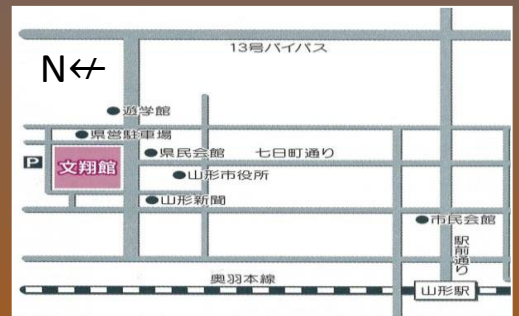 13号バイパス
N←
遊学館
県営駐車場
県民会館
七日町通り
P
文翔館
山形市役所
山形新聞
市民会館
駅前通り
奥羽本線
山形駅